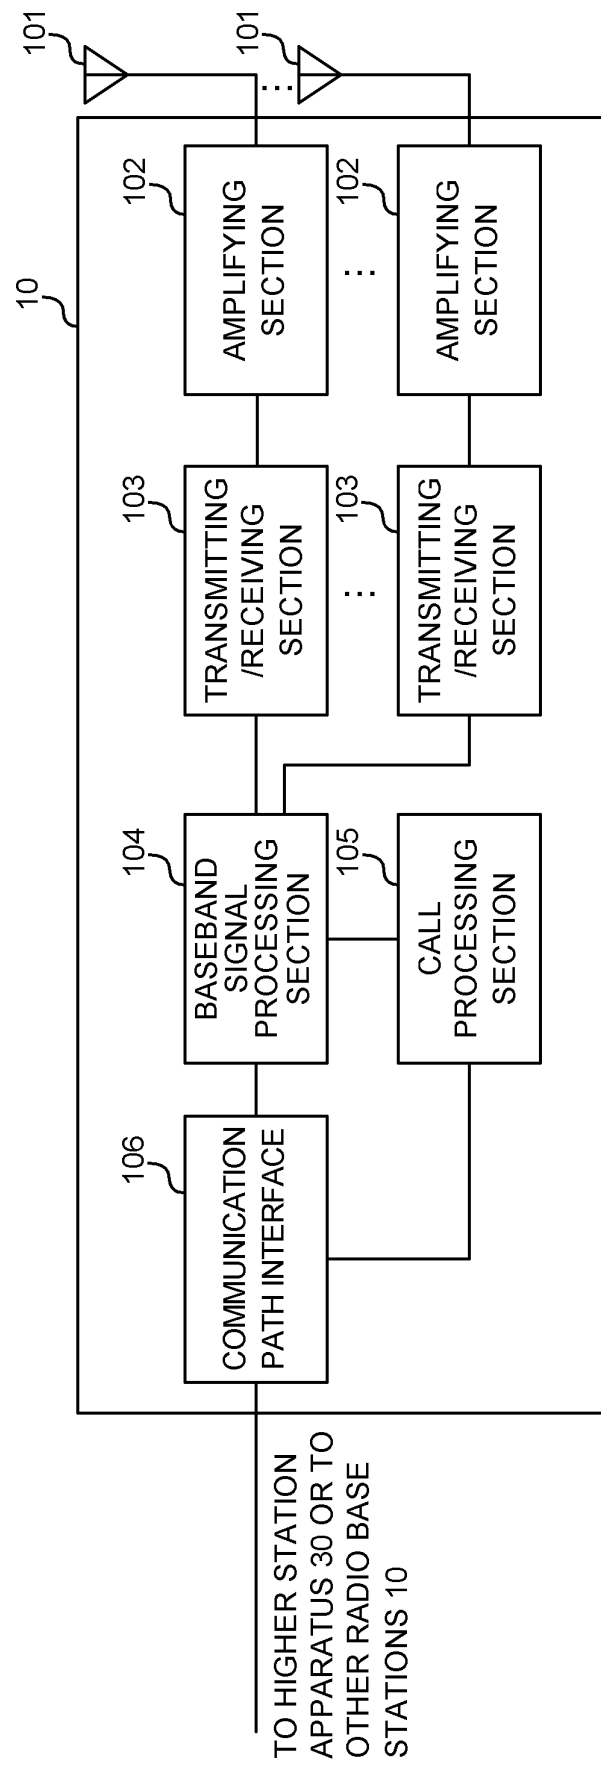 10
101
101
102
AMPLIFYING
SECTION
102
AMPLIFYING
SECTION
...
103
TRANSMITTING
/RECEIVING
SECTION
103
TRANSMITTING
/RECEIVING
SECTION
...
104
BASEBAND
SIGNAL
PROCESSING
SECTION
105
CALL
PROCESSING
SECTION
106
COMMUNICATION
PATH INTERFACE
TO HIGHER STATION
APPARATUS 30 OR TO
OTHER RADIO BASE
STATIONS 10